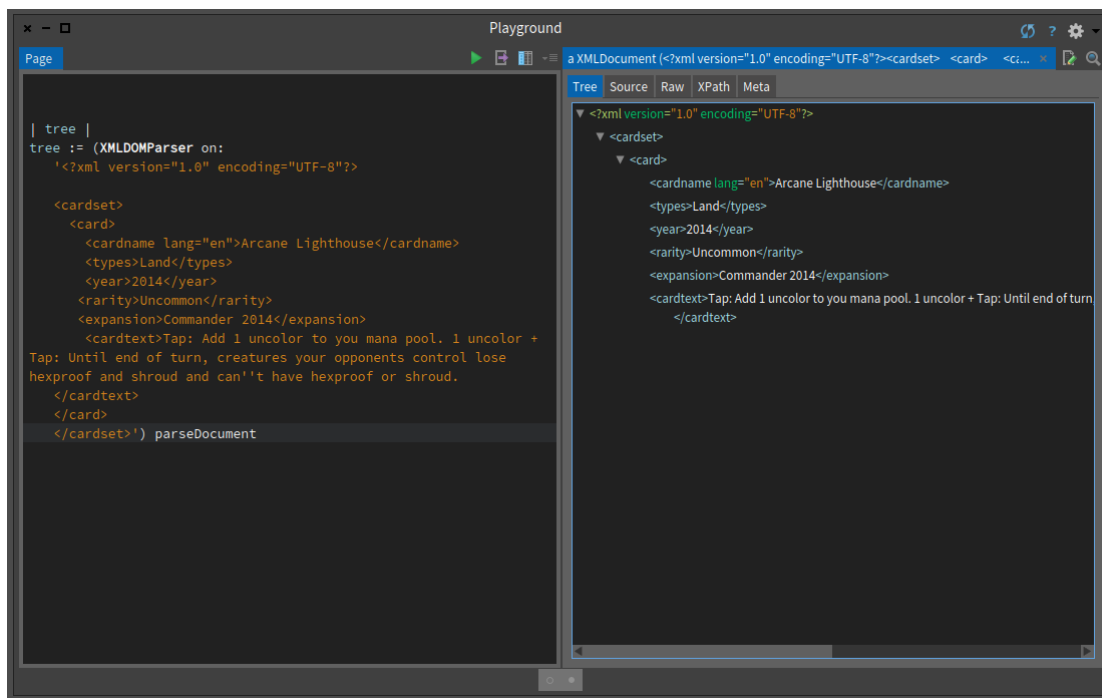 Playground
?
Page
| tree |
tree := (XMLDOMParser on:
'<?xml version="1.0" encoding="UTF-8"?>
<cardset>
<card>
<cardname lang="en">Arcane Lighthouse</cardname>
<types>Land</types>
<year>2014</year>
<rarity>Uncommon</rarity>
<expansion>Commander 2014</expansion>
<cardtext>Tap: Add 1 uncolor to you mana pool. 1 uncolor +
Tap: Until end of turn, creatures your opponents control lose
hexproof and shroud and can''t have hexproof or shroud.
</cardtext>
</card>
</cardset>') parseDocument
a XMLDocument (<?xml version="1.0" encoding="UTF-8"?><cardset> <card> <ca...
Tree Source Raw XPath Meta
<?xml version="1.0" encoding="UTF-8"?>
<cardset>
<card>
<cardname lang="en">Arcane Lighthouse</cardname>
<types>Land</types>
<year>2014</year>
<rarity>Uncommon</rarity>
<expansion>Commander 2014</expansion>
<cardtext>Tap: Add 1 uncolor to you mana pool. 1 uncolor + Tap: Until end of turn,
</cardtext>